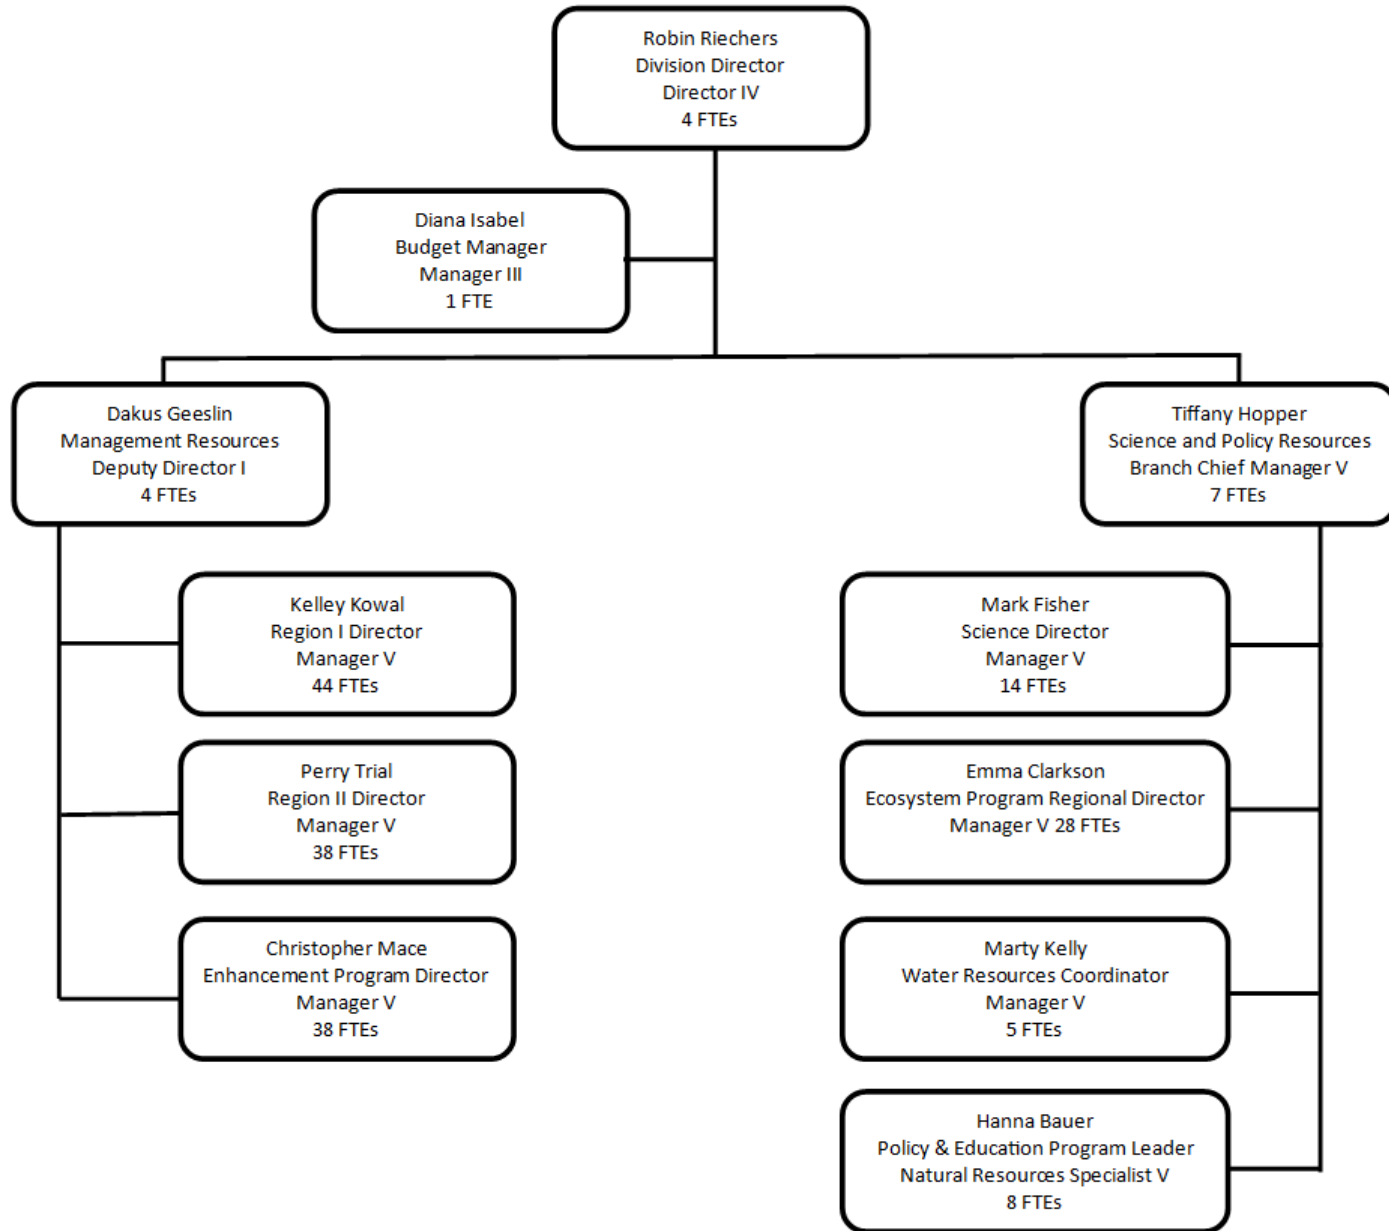 Robin Riechers
Division Director
Director IV
4 FTEs
Diana Isabel
Budget Manager
Manager III
1 FTE
Dakus Geeslin
Management Resources
Deputy Director I
4 FTEs
Tiffany Hopper
Science and Policy Resources
Branch Chief Manager V
7 FTEs
Kelley Kowal
Region I Director
Manager V
44 FTEs
Perry Trial
Region II Director
Manager V
38 FTEs
Christopher Mace
Enhancement Program Director
Manager V
38 FTEs
Mark Fisher
Science Director
Manager V
14 FTEs
Emma Clarkson
Ecosystem Program Regional Director
Manager V 28 FTEs
Marty Kelly
Water Resources Coordinator
Manager V
5 FTEs
Hanna Bauer
Policy & Education Program Leader
Natural Resources Specialist V
8 FTEs